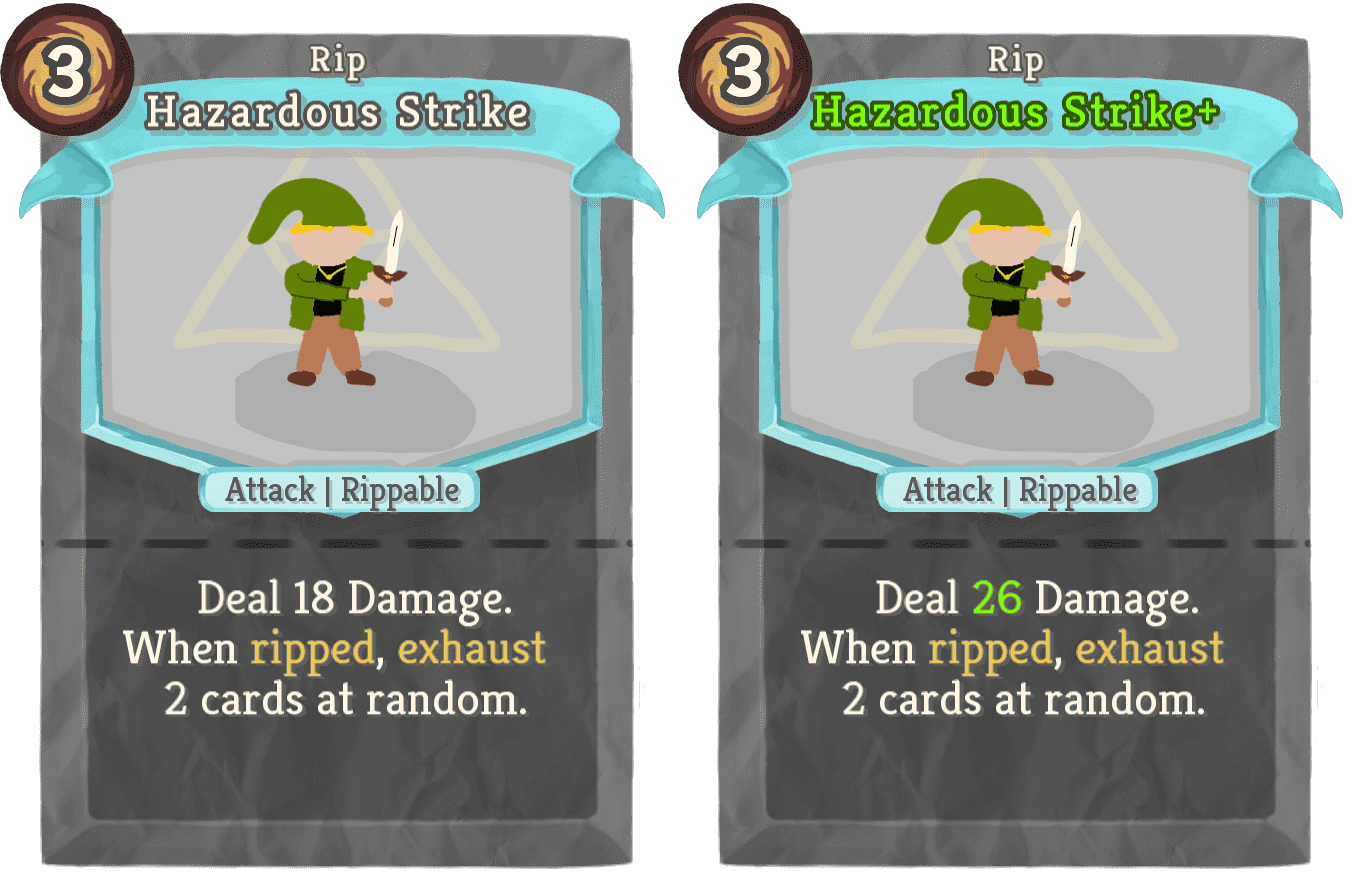 3
Rip
Hazardous Strike
Attack | Rippable
Deal 18 Damage.
When ripped, exhaust
2 cards at random.
3
Rip
Hazardous Strike+
Attack | Rippable
Deal 26 Damage.
When ripped, exhaust
2 cards at random.